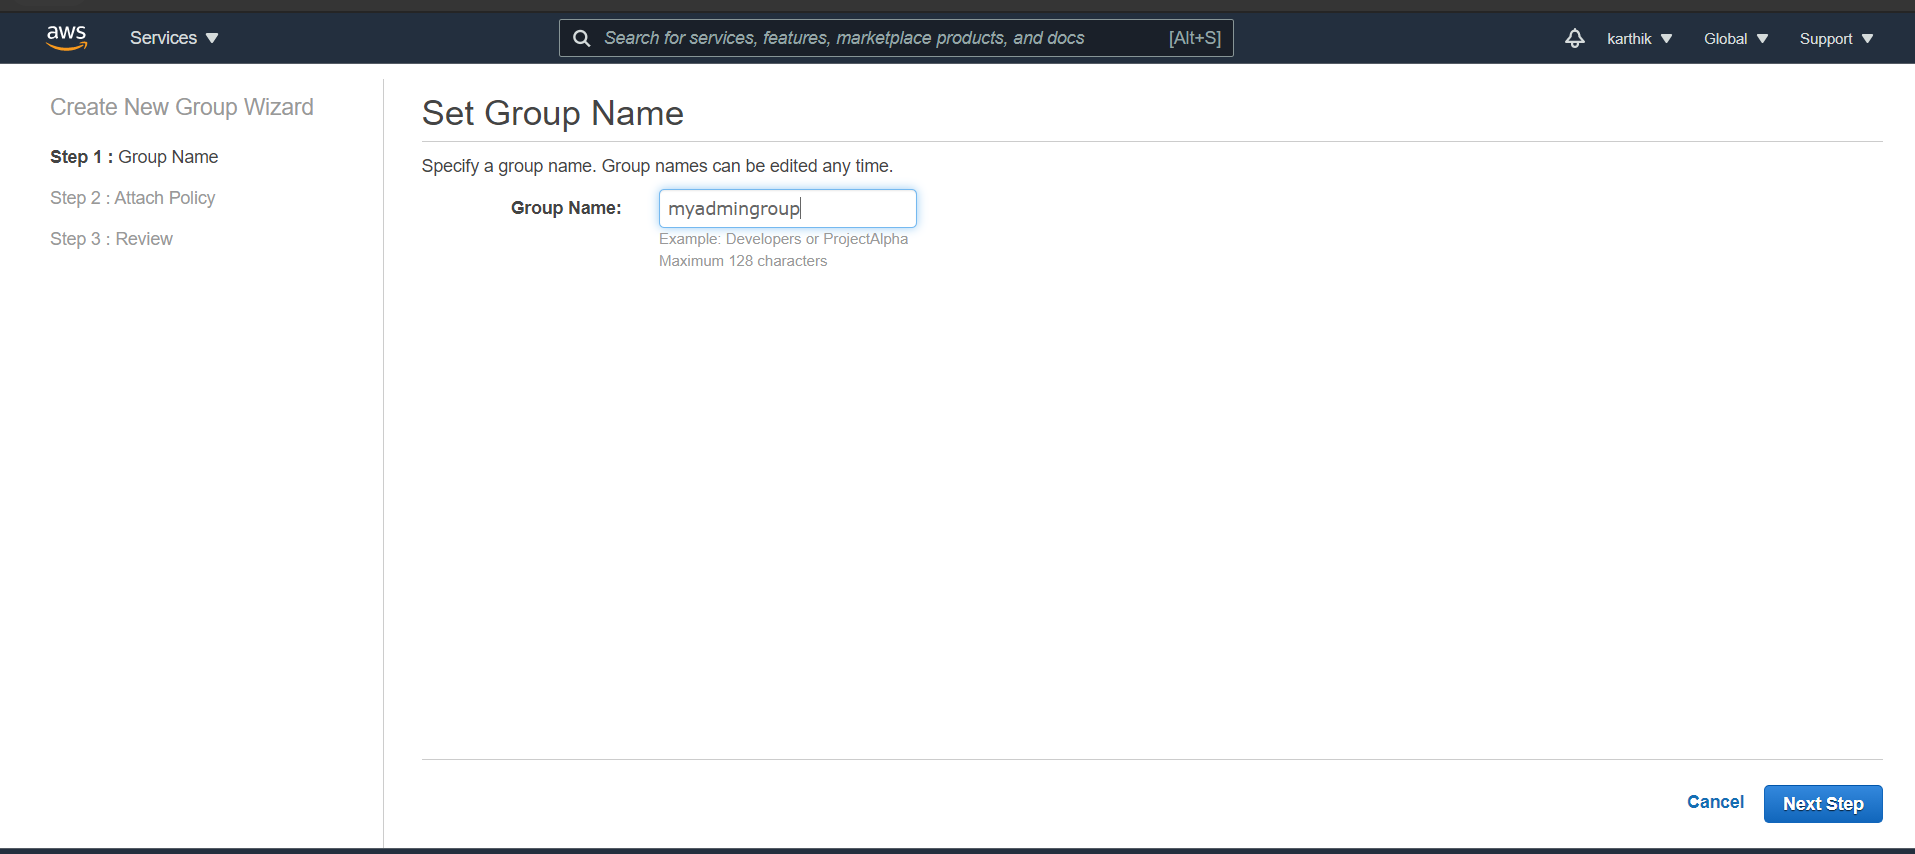 aws Services Search for services, features, marketplace products, and docs [Alt+S] karthik Global Support
Create New Group Wizard
Step 1 : Group Name
Step 2 : Attach Policy
Step 3 : Review
Set Group Name
Specify a group name. Group names can be edited any time.
Group Name: myadmingroup
Example: Developers or ProjectAlpha
Maximum 128 characters
Cancel Next Step